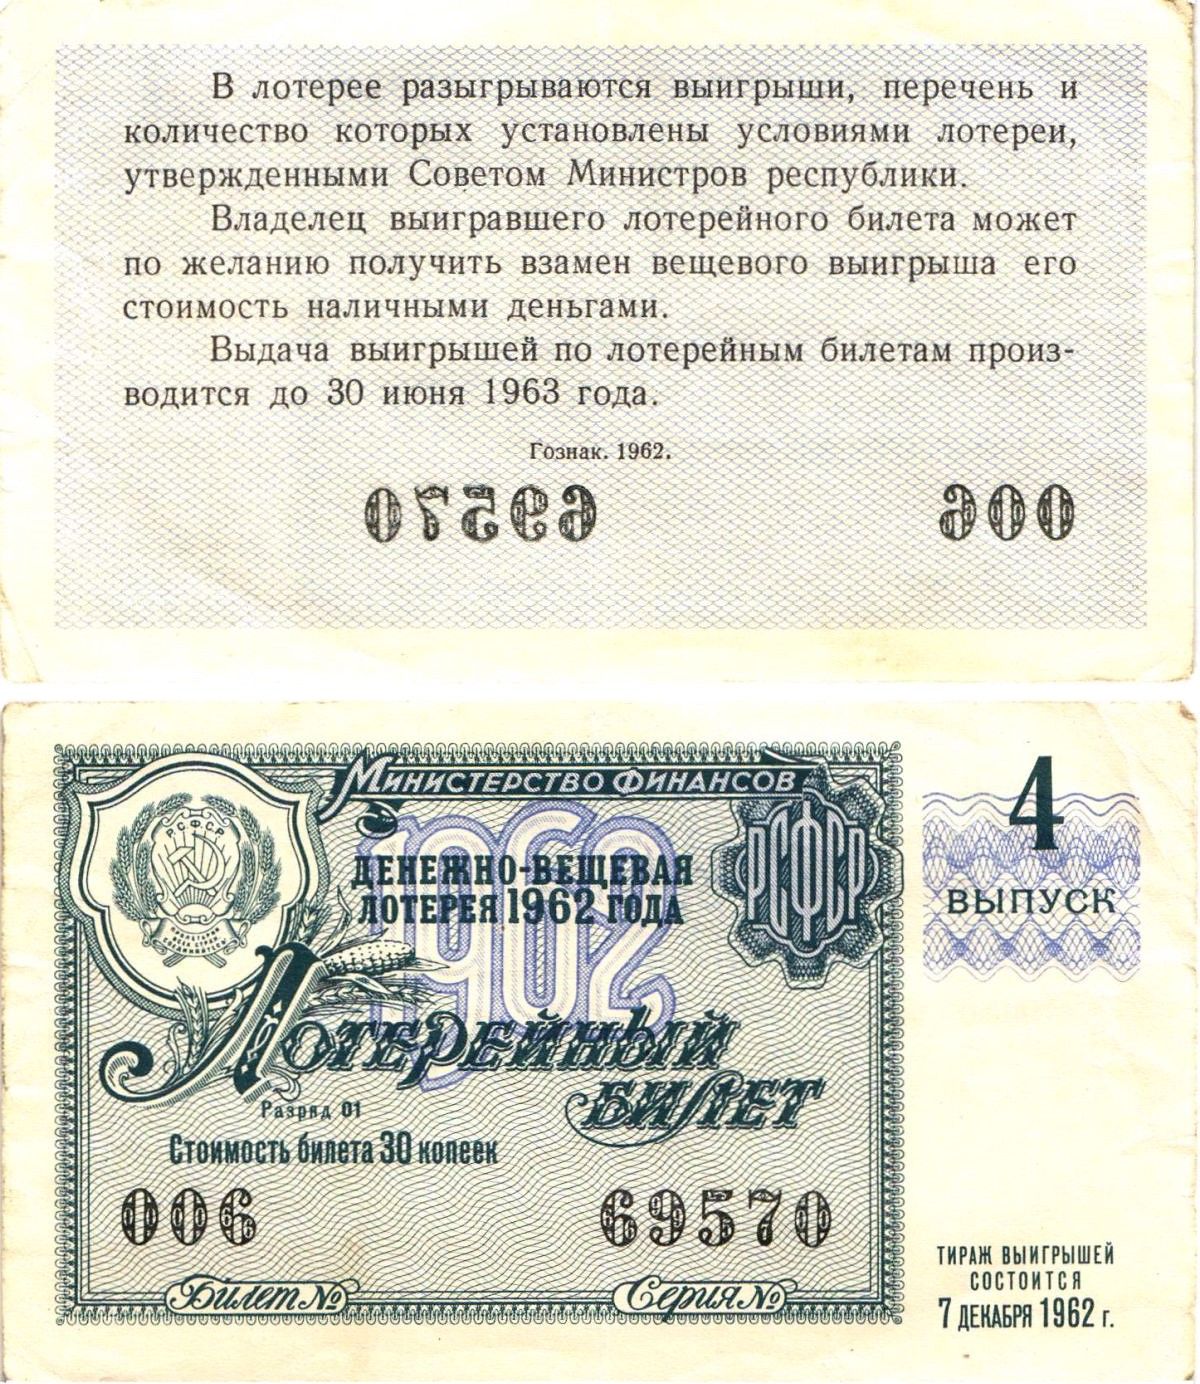 В лотерее разыгрываются выигрыши, перечень и
количество которых установлены условиями лотереи,
утвержденными Советом Министров республики.
Владелец выигравшего лотерейного билета может
по желанию получить взамен вещевого выигрыша его
стоимость наличными деньгами.
Выдача выигрышей по лотерейным билетам произ-
водится до 30 июня 1963 года.
Гознак. 1962.
69570 006
Министерство финансов
РСФСР
РСФСР
1962
ДЕНЕЖНО-ВЕЩЕВАЯ
ЛОТЕРЕЯ 1962 ГОДА
Лотерейный
билет
Разряд 01
Стоимость билета 30 копеек
006 69570
Билет № Серия №
4
ВЫПУСК
ТИРАЖ ВЫИГРЫШЕЙ
СОСТОИТСЯ
7 ДЕКАБРЯ 1962 г.